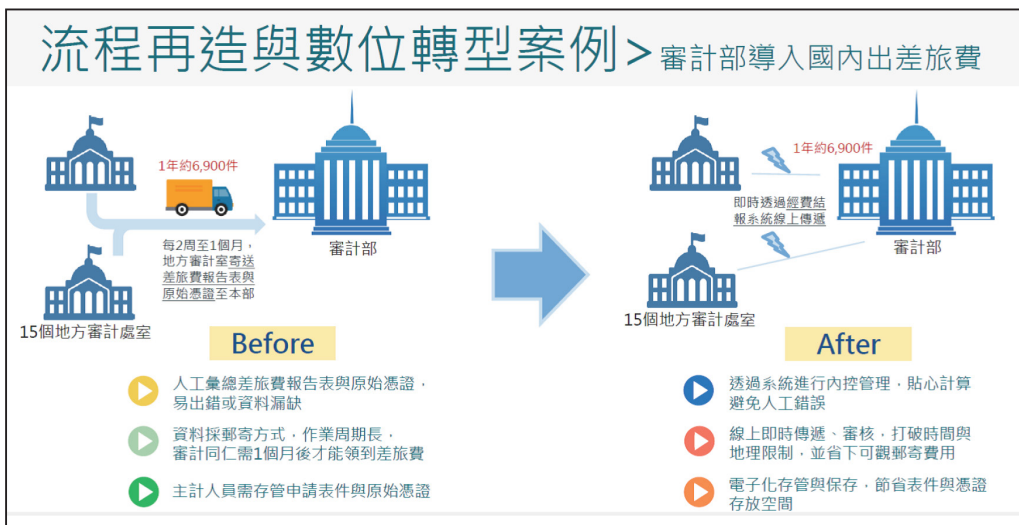 流程再造與數位轉型案例>審計部導入國內出差旅費
1年約6,900件
每2周至1個月，
地方審計室寄送
差旅費報告表與
原始憑證至本部
審計部
15個地方審計處室
Before
人工彙總差旅費報告表與原始憑證，
易出錯或資料漏缺
資料採郵寄方式，作業周期長，
審計同仁需1個月後才能領到差旅費
主計人員需存管申請表件與原始憑證
1年約6,900件
即時透過經費結
報系統線上傳遞
審計部
15個地方審計處室
After
透過系統進行內控管理，貼心計算
避免人工錯誤
線上即時傳遞、審核，打破時間與
地理限制，並省下可觀郵寄費用
電子化存管與保存，節省表件與憑證
存放空間